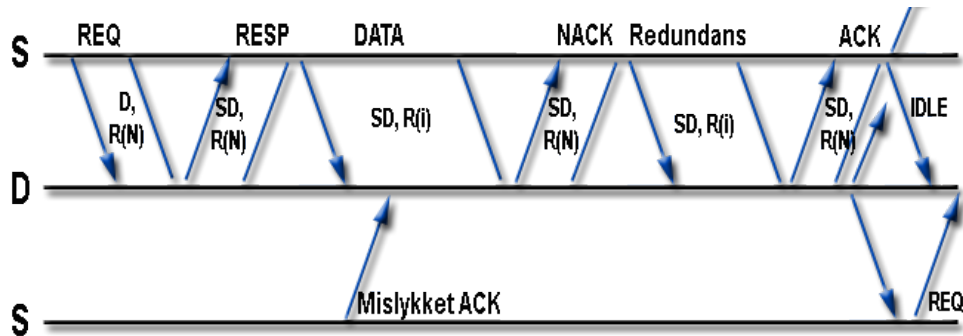 REQ RESP DATA NACK Redundans ACK
S
D, R(N)
SD, R(N)
SD, R(i)
SD, R(N)
SD, R(i)
SD, R(N)
IDLE
D
Mislykket ACK
REQ
S